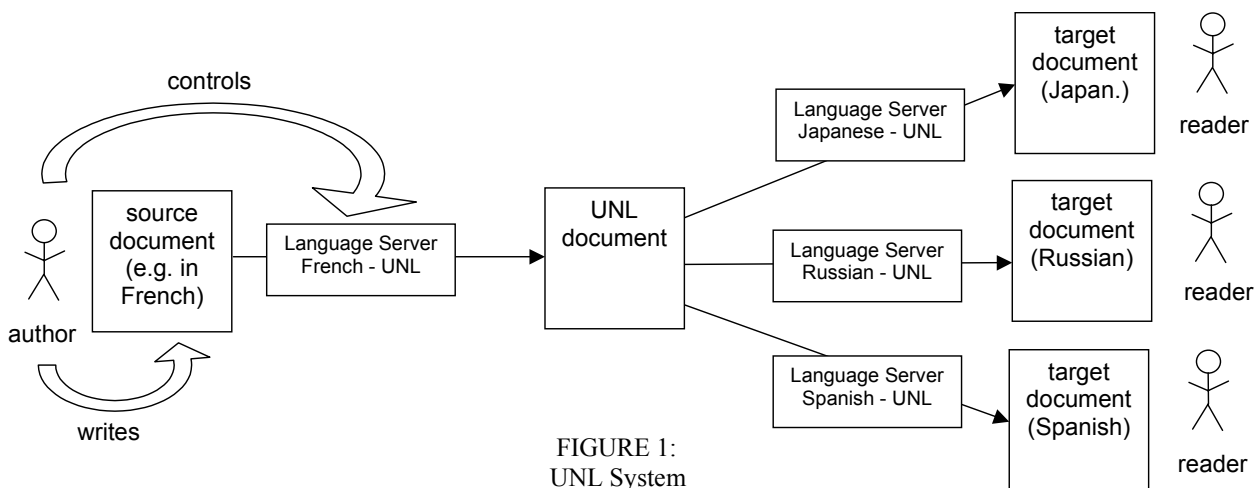 controls
author
source
document
(e.g. in
French)
writes
Language Server
French - UNL
UNL
document
Language Server
Japanese - UNL
target
document
(Japan.)
reader
Language Server
Russian - UNL
target
document
(Russian)
reader
Language Server
Spanish - UNL
target
document
(Spanish)
reader
FIGURE 1:
UNL System